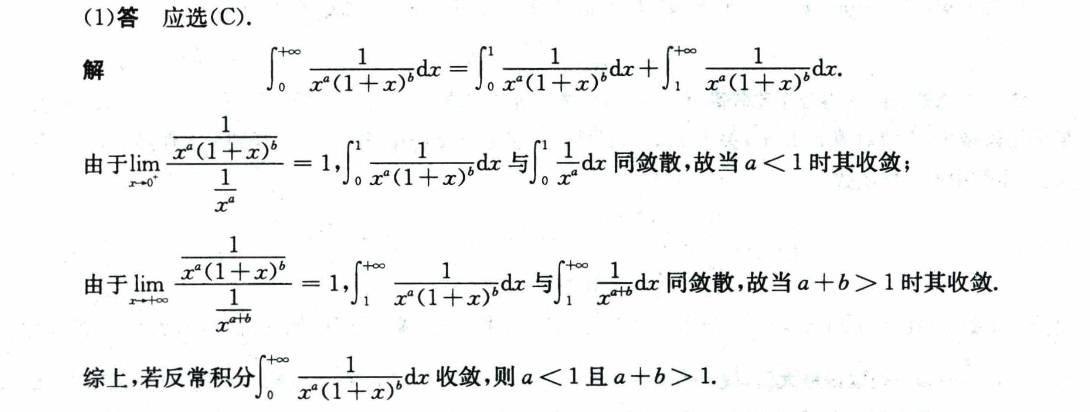 (1)答 应选(C).
解 $\int_0^{+\infty} \frac{1}{x^a(1+x)^b}dx = \int_0^1 \frac{1}{x^a(1+x)^b}dx + \int_1^{+\infty} \frac{1}{x^a(1+x)^b}dx.$
由于$\lim_{x \to 0^+} \frac{\frac{1}{x^a(1+x)^b}}{\frac{1}{x^a}} = 1, \int_0^1 \frac{1}{x^a(1+x)^b}dx$ 与$\int_0^1 \frac{1}{x^a}dx$ 同敛散,故当 $a<1$ 时其收敛;
由于$\lim_{x \to +\infty} \frac{\frac{1}{x^a(1+x)^b}}{\frac{1}{x^{a+b}}} = 1, \int_1^{+\infty} \frac{1}{x^a(1+x)^b}dx$ 与$\int_1^{+\infty} \frac{1}{x^{a+b}}dx$ 同敛散,故当 $a+b>1$ 时其收敛.
综上,若反常积分$\int_0^{+\infty} \frac{1}{x^a(1+x)^b}dx$ 收敛,则 $a<1$ 且 $a+b>1$.